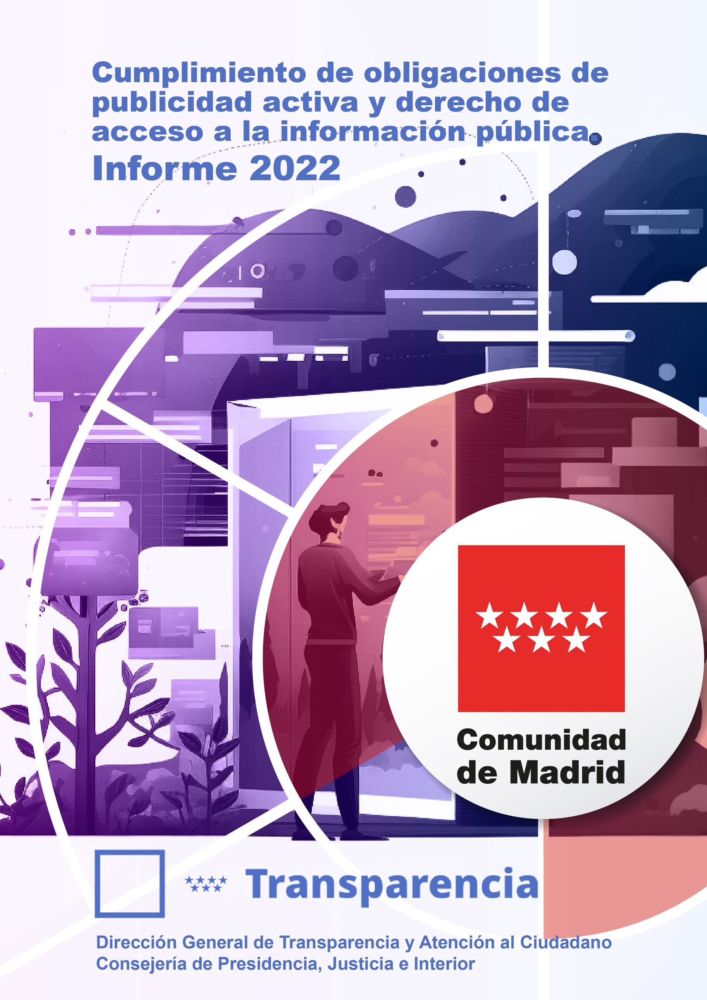 Cumplimiento de obligaciones de
publicidad activa y derecho de
acceso a la información pública.
Informe 2022
Comunidad
de Madrid
Transparencia
Dirección General de Transparencia y Atención al Ciudadano
Consejería de Presidencia, Justicia e Interior